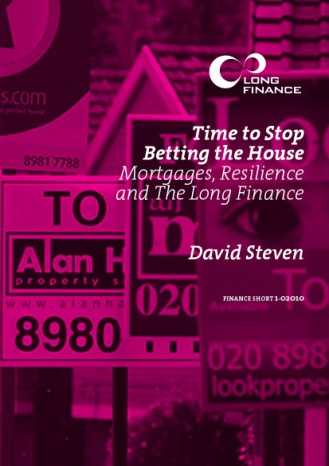 LONG
FINANCE
Time to Stop
Betting the House
Mortgages, Resilience
and The Long Finance
David Steven
FINANCE SHORT 1-02010
s.com
8981 7788
TO
Alan H
property s
www.alanha
8980
020
TO
020 898
lookprope